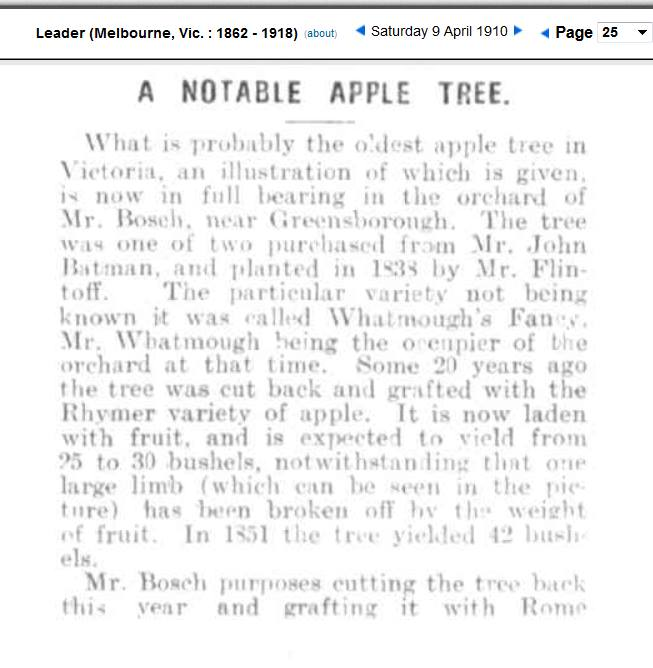 Leader (Melbourne, Vic. : 1862 - 1918) (about) Saturday 9 April 1910 Page 25
A NOTABLE APPLE TREE.
What is probably the oldest apple tree in
Victoria, an illustration of which is given,
is now in full bearing in the orchard of
Mr. Bosch, near Greensborough. The tree
was one of two purchased from Mr. John
Batman, and planted in 1838 by Mr. Flin-
toff. The particular variety not being
known it was called Whatmough's Fancy,
Mr. Whatmough being the occupier of the
orchard at that time. Some 20 years ago
the tree was cut back and grafted with the
Rhymer variety of apple. It is now laden
with fruit, and is expected to yield from
25 to 30 bushels, notwithstanding that one
large limb (which can be seen in the pic-
ture) has been broken off by the weight
of fruit. In 1851 the tree yielded 42 bush-
els.
Mr. Bosch purposes cutting the tree back
this year and grafting it with Rome